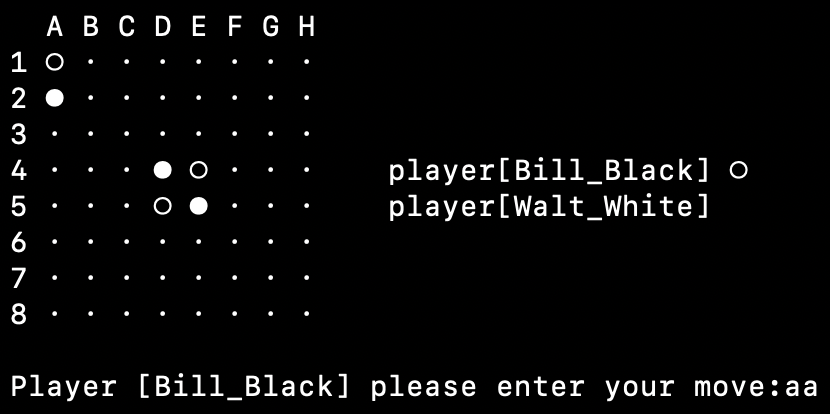 A B C D E F G H
1 ○ · · · · · · ·
2 ● · · · · · · ·
3 · · · · · · · ·
4 · · · ● ○ · · · player[Bill_Black] ○
5 · · · ○ ● · · · player[Walt_White]
6 · · · · · · · ·
7 · · · · · · · ·
8 · · · · · · · ·
Player [Bill_Black] please enter your move:aa